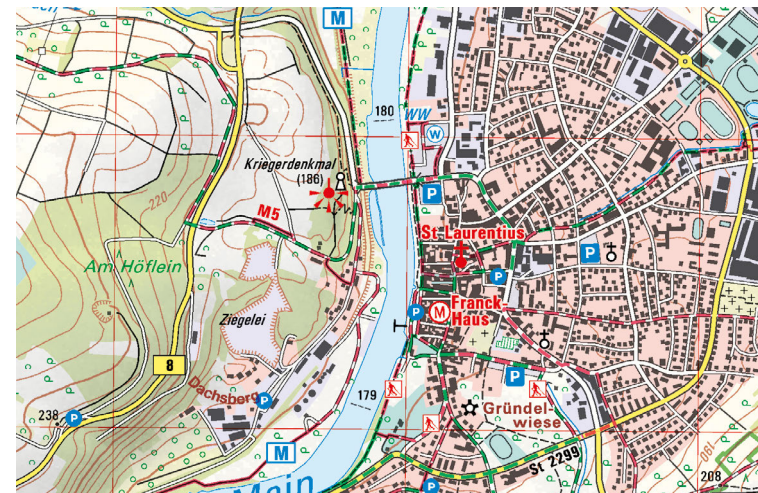 M
180
WW
W
Kriegerdenkmal
(186)
P
M5
St. Laurentius
P
220
Am Höflein
P
Franck-
Haus
M
P
Ziegelei
8
P
Dachsberg
P
179
Gründel-
wiese
238
P
M
St 2299
Main
P
190
208